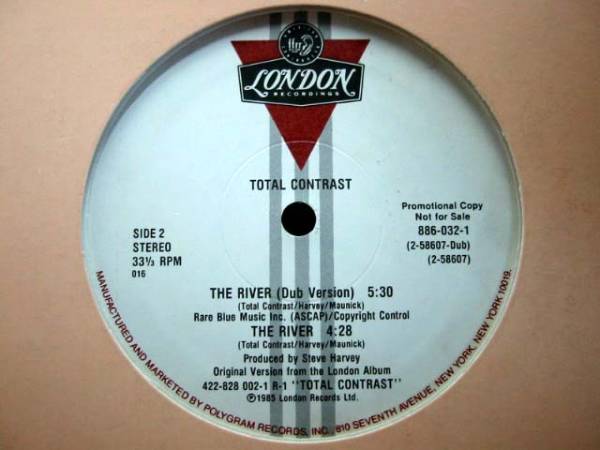 LONDON
RECORDINGS
TOTAL CONTRAST
SIDE 2
STEREO
33⅓ RPM
016
Promotional Copy
Not for Sale
886-032-1
(2-58607-Dub)
(2-58607)
THE RIVER (Dub Version) 5:30
(Total Contrast/Harvey/Maunick)
Rare Blue Music Inc. (ASCAP)/Copyright Control
THE RIVER 4:28
(Total Contrast/Harvey/Maunick)
Produced by Steve Harvey
Original Version from the London Album
422-828 002-1 R-1 "TOTAL CONTRAST"
℗1985 London Records Ltd.
MANUFACTURED AND MARKETED BY POLYGRAM RECORDS, INC., 810 SEVENTH AVENUE, NEW YORK, NEW YORK 10019.